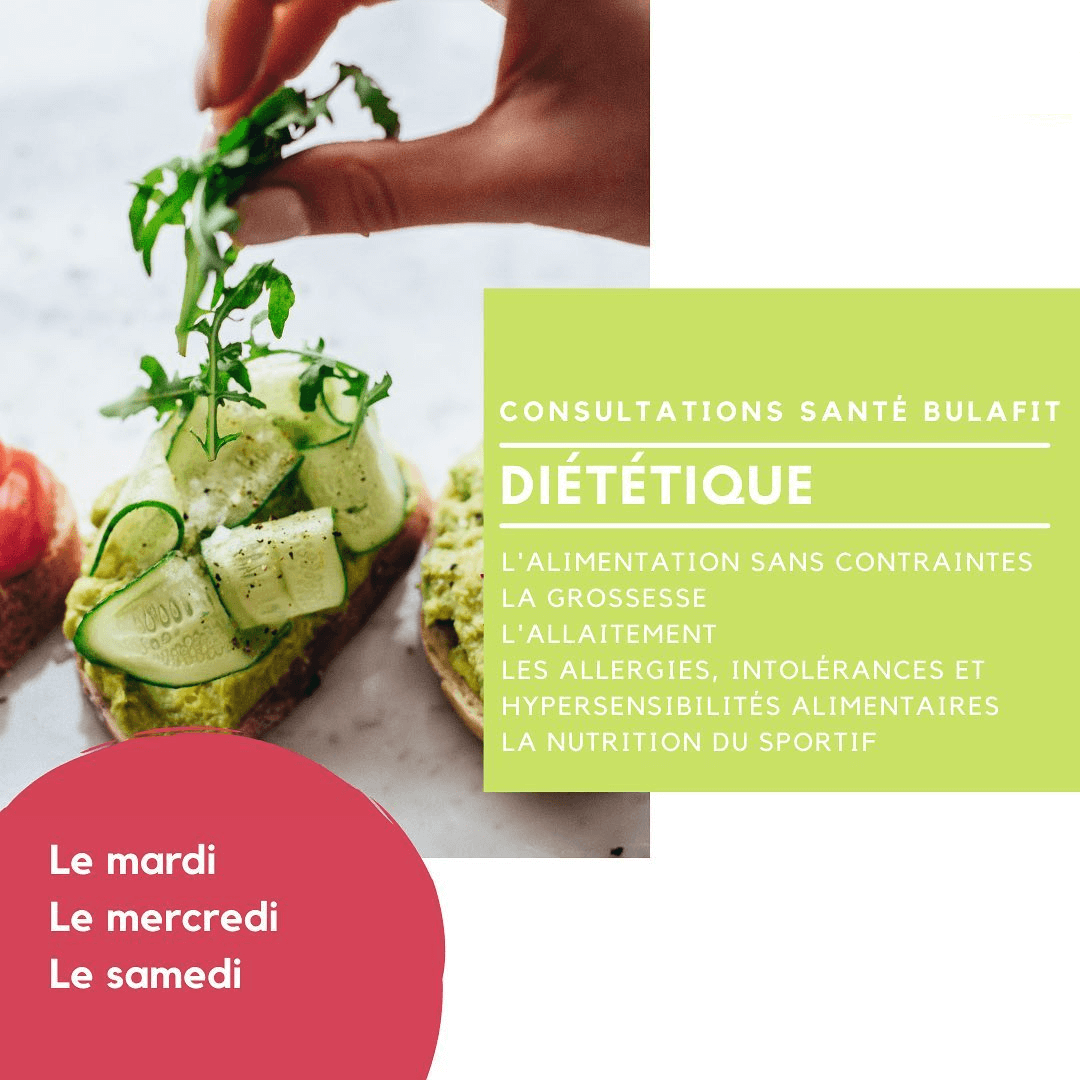 CONSULTATIONS SANTÉ BULAFIT
DIÉTÉTIQUE
L'ALIMENTATION SANS CONTRAINTES
LA GROSSESSE
L'ALLAITEMENT
LES ALLERGIES, INTOLÉRANCES ET
HYPERSENSIBILITÉS ALIMENTAIRES
LA NUTRITION DU SPORTIF
Le mardi
Le mercredi
Le samedi